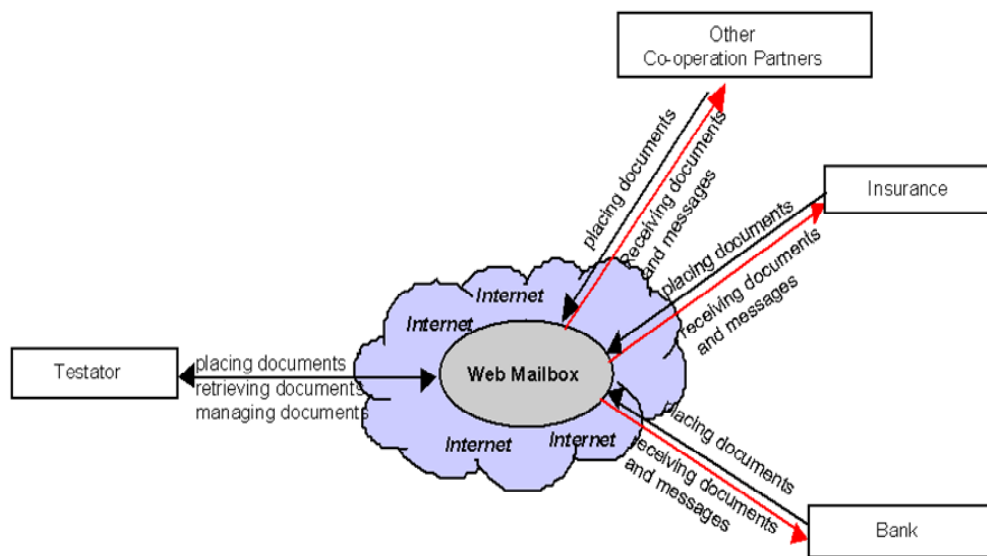 Other
Co-operation Partners
placing documents
Receiving documents
and messages
Insurance
placing documents
receiving documents
and messages
Internet
Internet
Web Mailbox
Testator
placing documents
retrieving documents
managing documents
Internet
Internet
placing documents
receiving documents
and messages
Bank